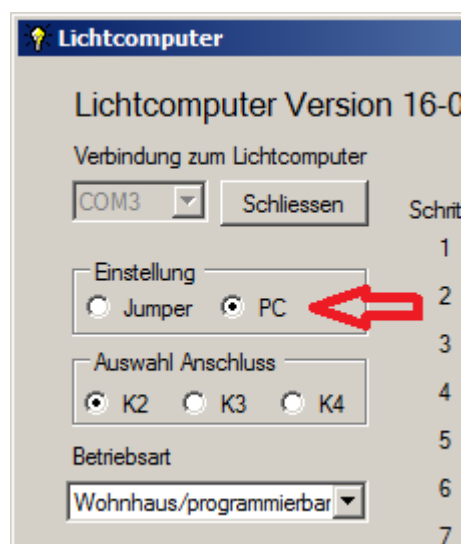 Lichtcomputer
Lichtcomputer Version 16-0
Verbindung zum Lichtcomputer
COM3 Schliessen
Schrit
1
Einstellung
Jumper PC
2
3
Auswahl Anschluss
K2 K3 K4
4
Betriebsart
5
Wohnhaus/programmierbar
6
7